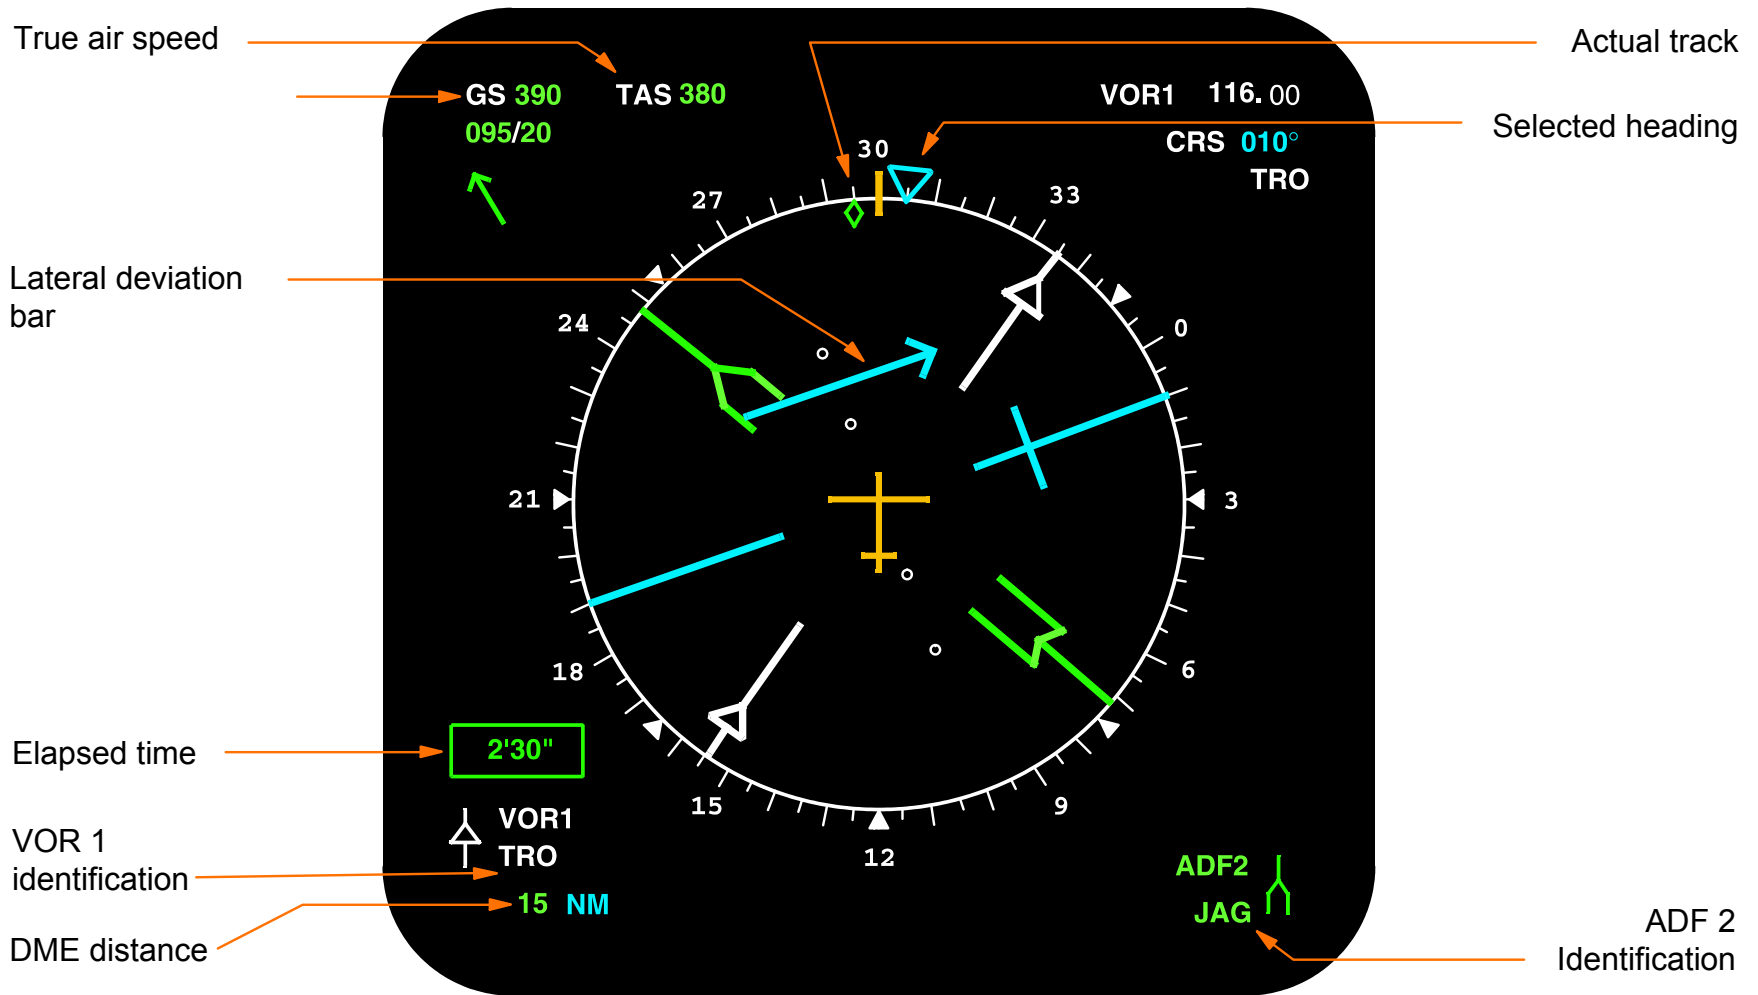 True air speed
Actual track
GS 390
TAS 380
VOR1 116.00
095/20
Selected heading
CRS 010°
TRO
30
27
33
Lateral deviation
bar
24
0
21
3
18
6
Elapsed time
2'30"
15
9
12
VOR 1
identification
VOR1
TRO
ADF2
JAG
15 NM
DME distance
ADF 2
Identification